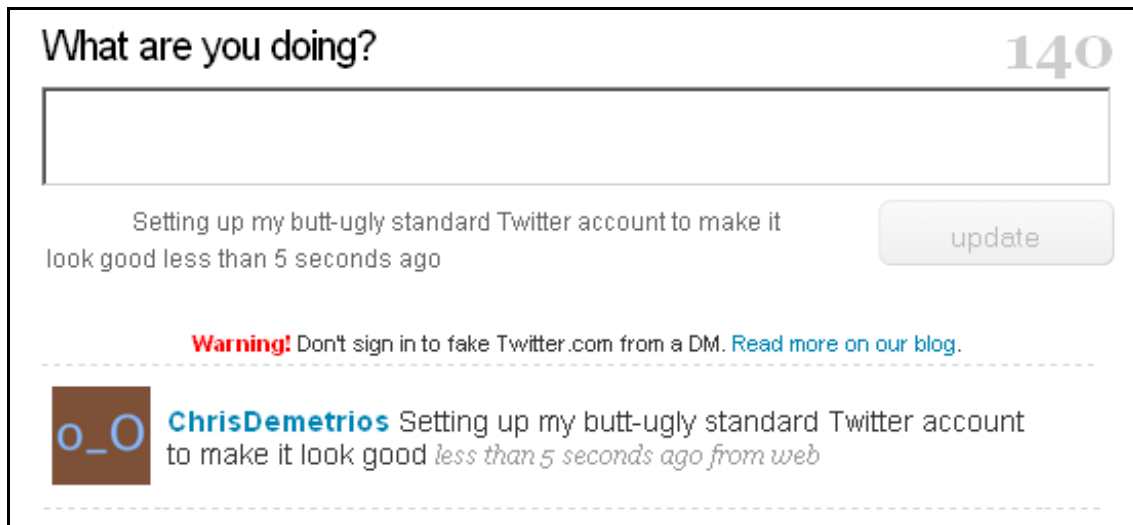 What are you doing?
140
Setting up my butt-ugly standard Twitter account to make it
look good less than 5 seconds ago
update
Warning! Don't sign in to fake Twitter.com from a DM. Read more on our blog.
o_O
ChrisDemetrios Setting up my butt-ugly standard Twitter account
to make it look good less than 5 seconds ago from web